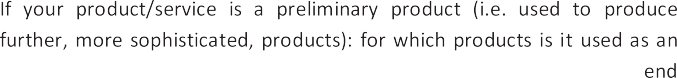 If your product/service is a preliminary product (i.e. used to produce
further, more sophisticated, products): for which products is it used as an
end